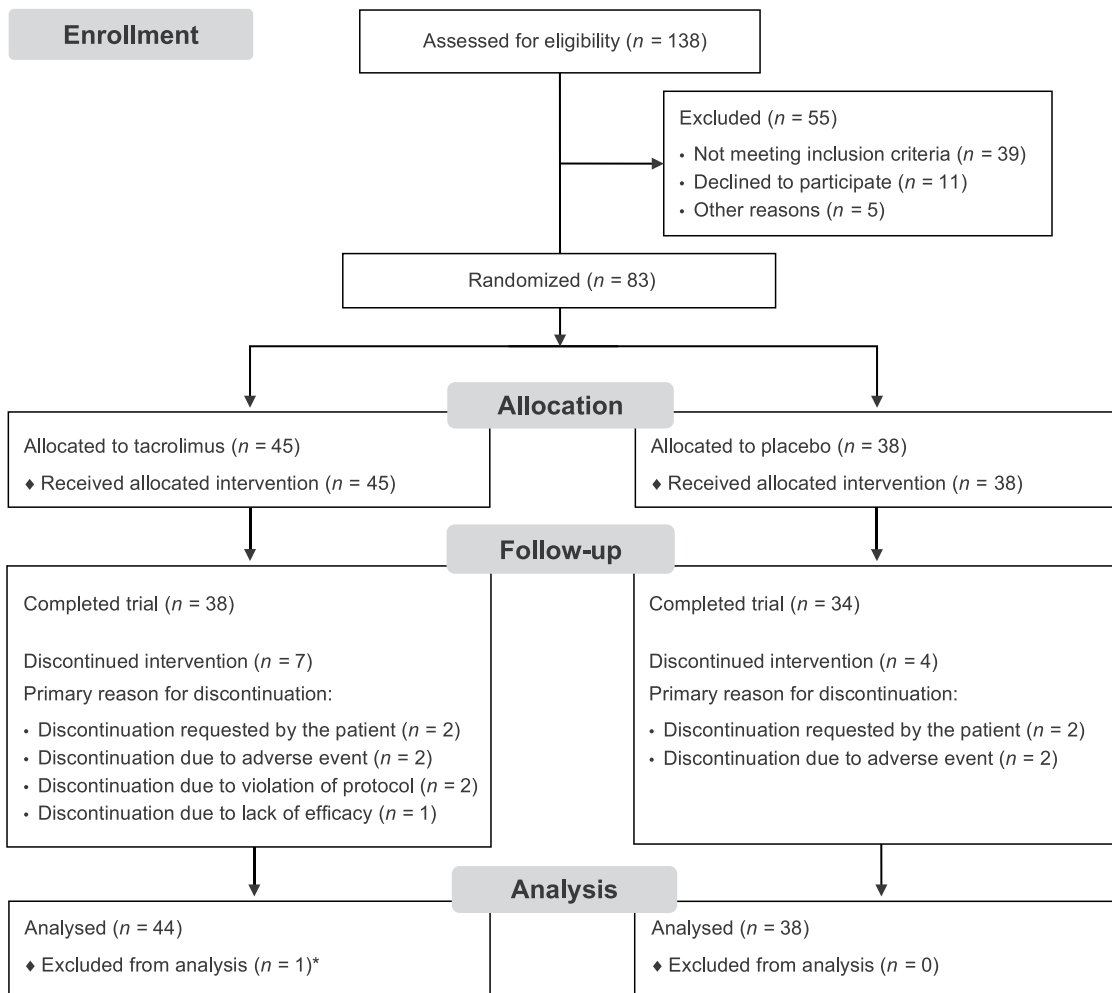 Enrollment
Assessed for eligibility (n = 138)
Excluded (n = 55)
• Not meeting inclusion criteria (n = 39)
• Declined to participate (n = 11)
• Other reasons (n = 5)
Randomized (n = 83)
Allocation
Allocated to tacrolimus (n = 45)
♦ Received allocated intervention (n = 45)
Allocated to placebo (n = 38)
♦ Received allocated intervention (n = 38)
Follow-up
Completed trial (n = 38)
Discontinued intervention (n = 7)
Primary reason for discontinuation:
• Discontinuation requested by the patient (n = 2)
• Discontinuation due to adverse event (n = 2)
• Discontinuation due to violation of protocol (n = 2)
• Discontinuation due to lack of efficacy (n = 1)
Completed trial (n = 34)
Discontinued intervention (n = 4)
Primary reason for discontinuation:
• Discontinuation requested by the patient (n = 2)
• Discontinuation due to adverse event (n = 2)
Analysis
Analysed (n = 44)
♦ Excluded from analysis (n = 1)*
Analysed (n = 38)
♦ Excluded from analysis (n = 0)